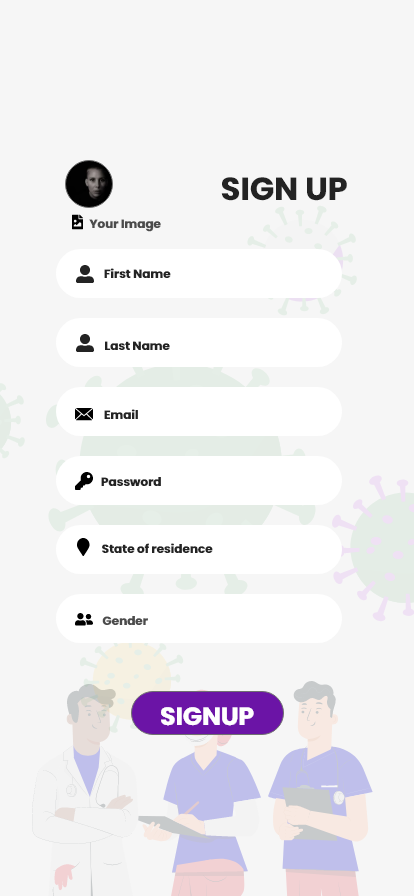 SIGN UP
Your Image
First Name
Last Name
Email
Password
State of residence
Gender
SIGNUP